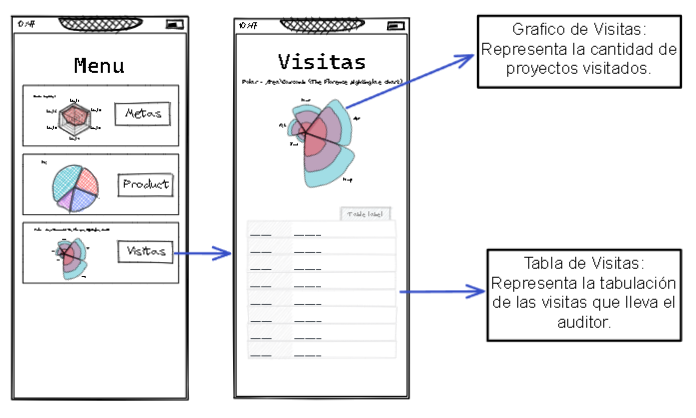 10:47
Menu
Metas
Product
Visitas
10:47
Visitas
Polar - Area/Coxcomb (The Florence Nightingale chart)
Table label
Grafico de Visitas:
Representa la cantidad de
proyectos visitados.
Tabla de Visitas:
Representa la tabulación
de las visitas que lleva el
auditor.